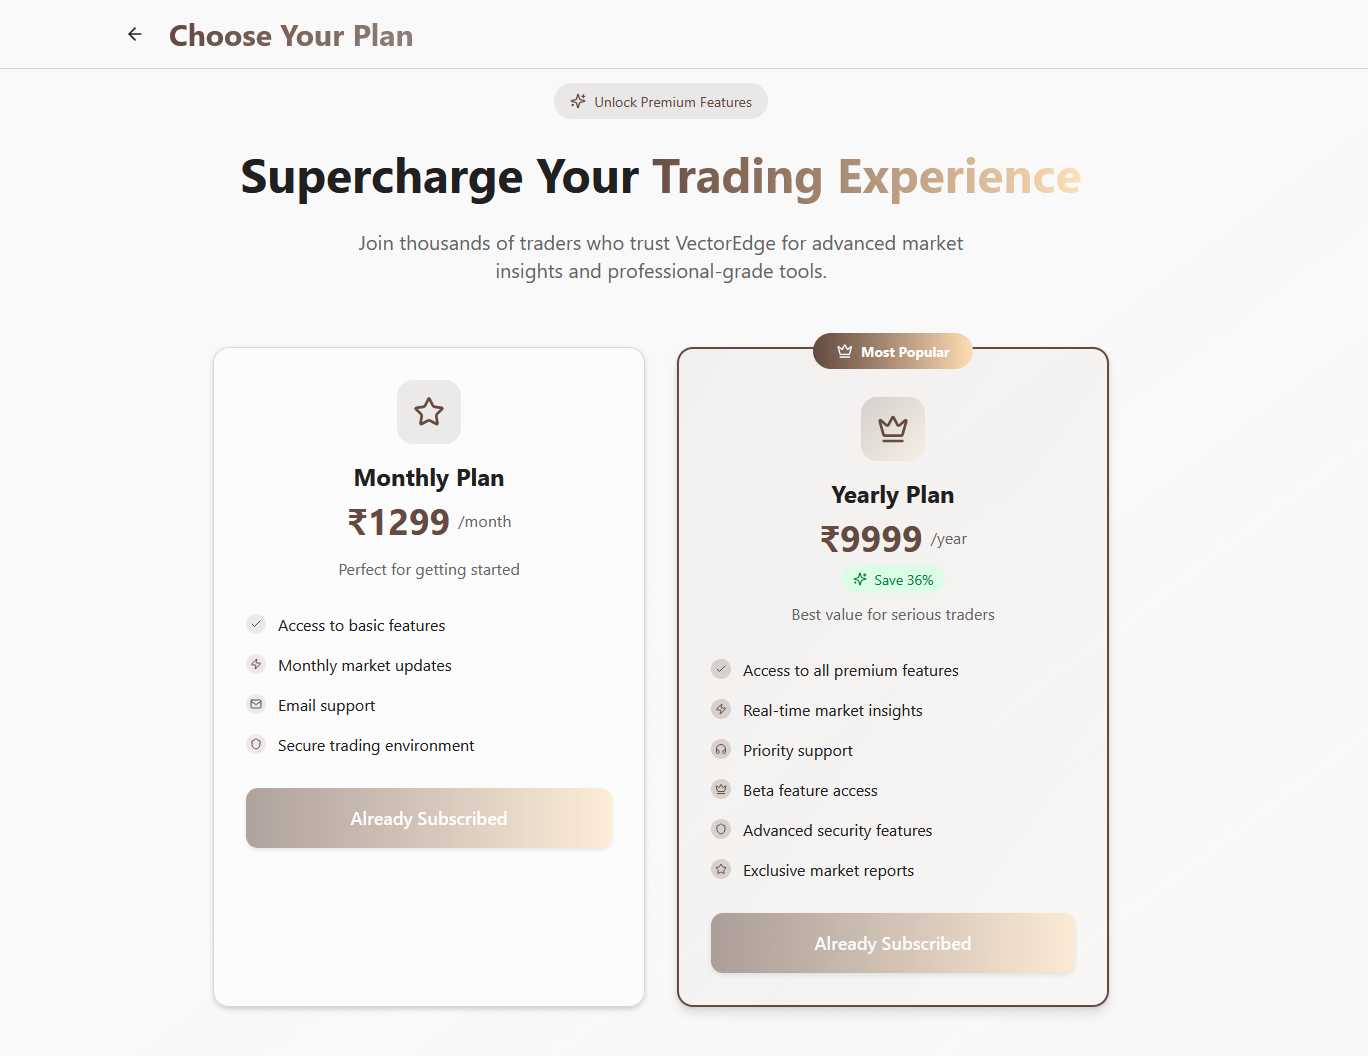 Choose Your Plan
Unlock Premium Features
Supercharge Your Trading Experience
Join thousands of traders who trust VectorEdge for advanced market
insights and professional-grade tools.
Monthly Plan
₹1299 /month
Perfect for getting started
Access to basic features
Monthly market updates
Email support
Secure trading environment
Already Subscribed
Most Popular
Yearly Plan
₹9999 /year
Save 36%
Best value for serious traders
Access to all premium features
Real-time market insights
Priority support
Beta feature access
Advanced security features
Exclusive market reports
Already Subscribed